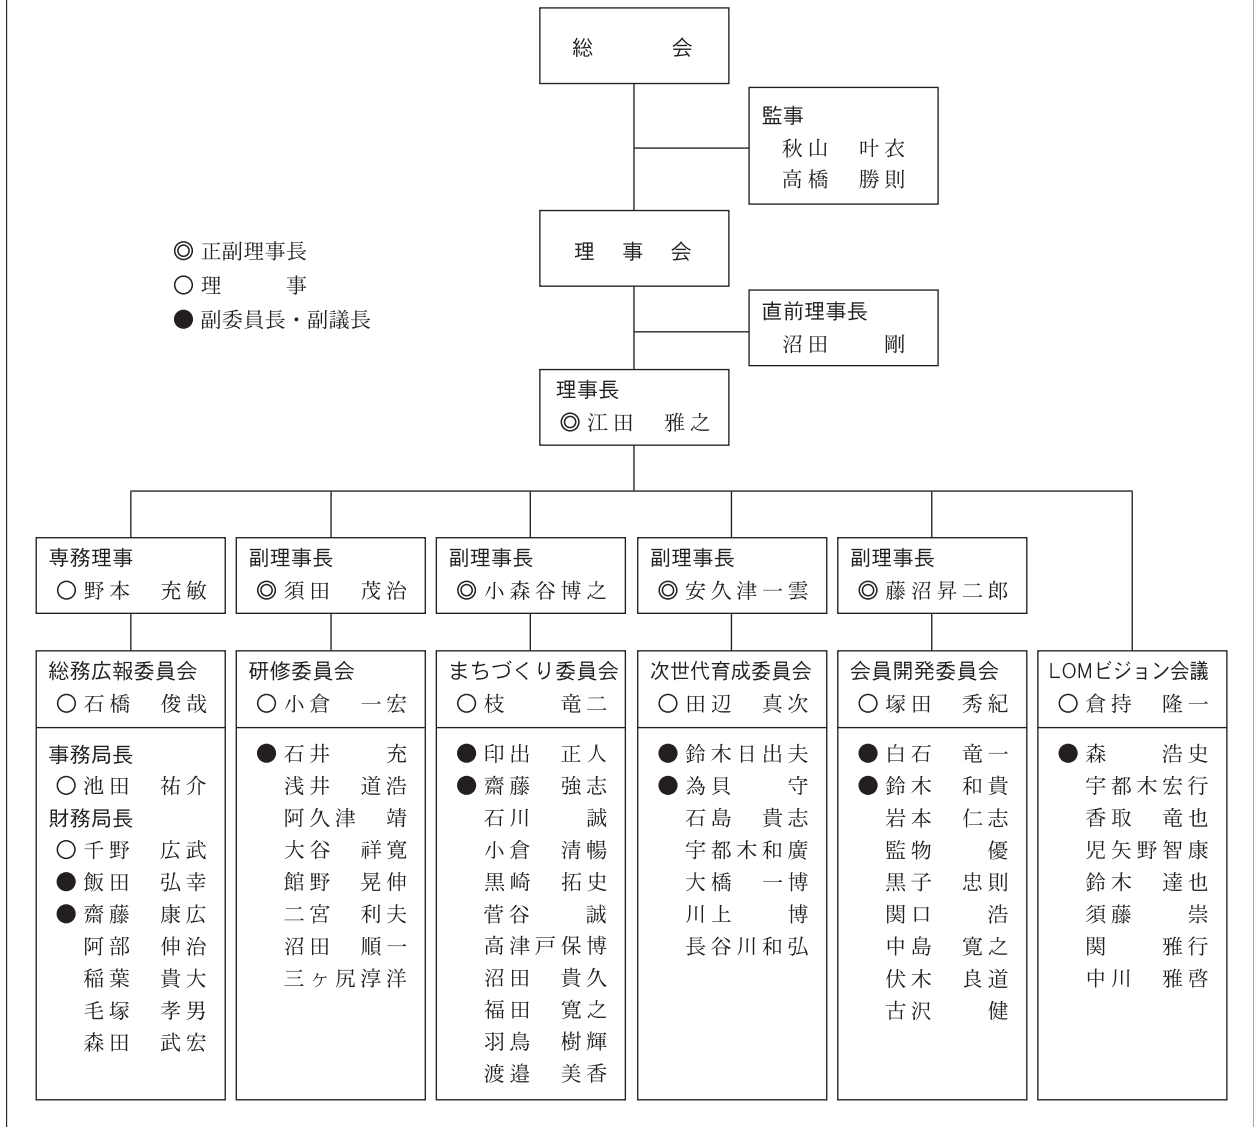 総　会
監事
秋山　叶衣
高橋　勝則
理　事　会
◎正副理事長
○理　事
●副委員長・副議長
直前理事長
沼田　剛
理事長
◎江田　雅之
専務理事
○野本　充敏
副理事長
◎須田　茂治
副理事長
◎小森谷博之
副理事長
◎安久津一雲
副理事長
◎藤沼昇二郎
総務広報委員会
○石橋　俊哉
事務局長
○池田　祐介
財務局長
○千野　広武
●飯田　弘幸
●齋藤　康広
阿部　伸治
稲葉　貴大
毛塚　孝男
森田　武宏
研修委員会
○小倉　一宏
●石井　充
浅井　道浩
阿久津　靖
大谷　祥寛
館野　晃伸
二宮　利夫
沼田　順一
三ヶ尻淳洋
まちづくり委員会
○枝　竜二
●印出　正人
●齋藤　強志
石川　誠
小倉　清暢
黒崎　拓史
菅谷　誠
高津戸保博
沼田　貴久
福田　寛之
羽鳥　樹輝
渡邉　美香
次世代育成委員会
○田辺　真次
●鈴木日出夫
●為貝　守
石島　貴志
宇都木和廣
大橋　一博
川上　博
長谷川和弘
会員開発委員会
○塚田　秀紀
●白石　竜一
●鈴木　和貴
岩本　仁志
監物　優
黒子　忠則
関口　浩
中島　寛之
伏木　良道
古沢　健
LOMビジョン会議
○倉持　隆一
●森　浩史
宇都木宏行
香取　竜也
児矢野智康
鈴木　達也
須藤　崇
関　雅行
中川　雅啓